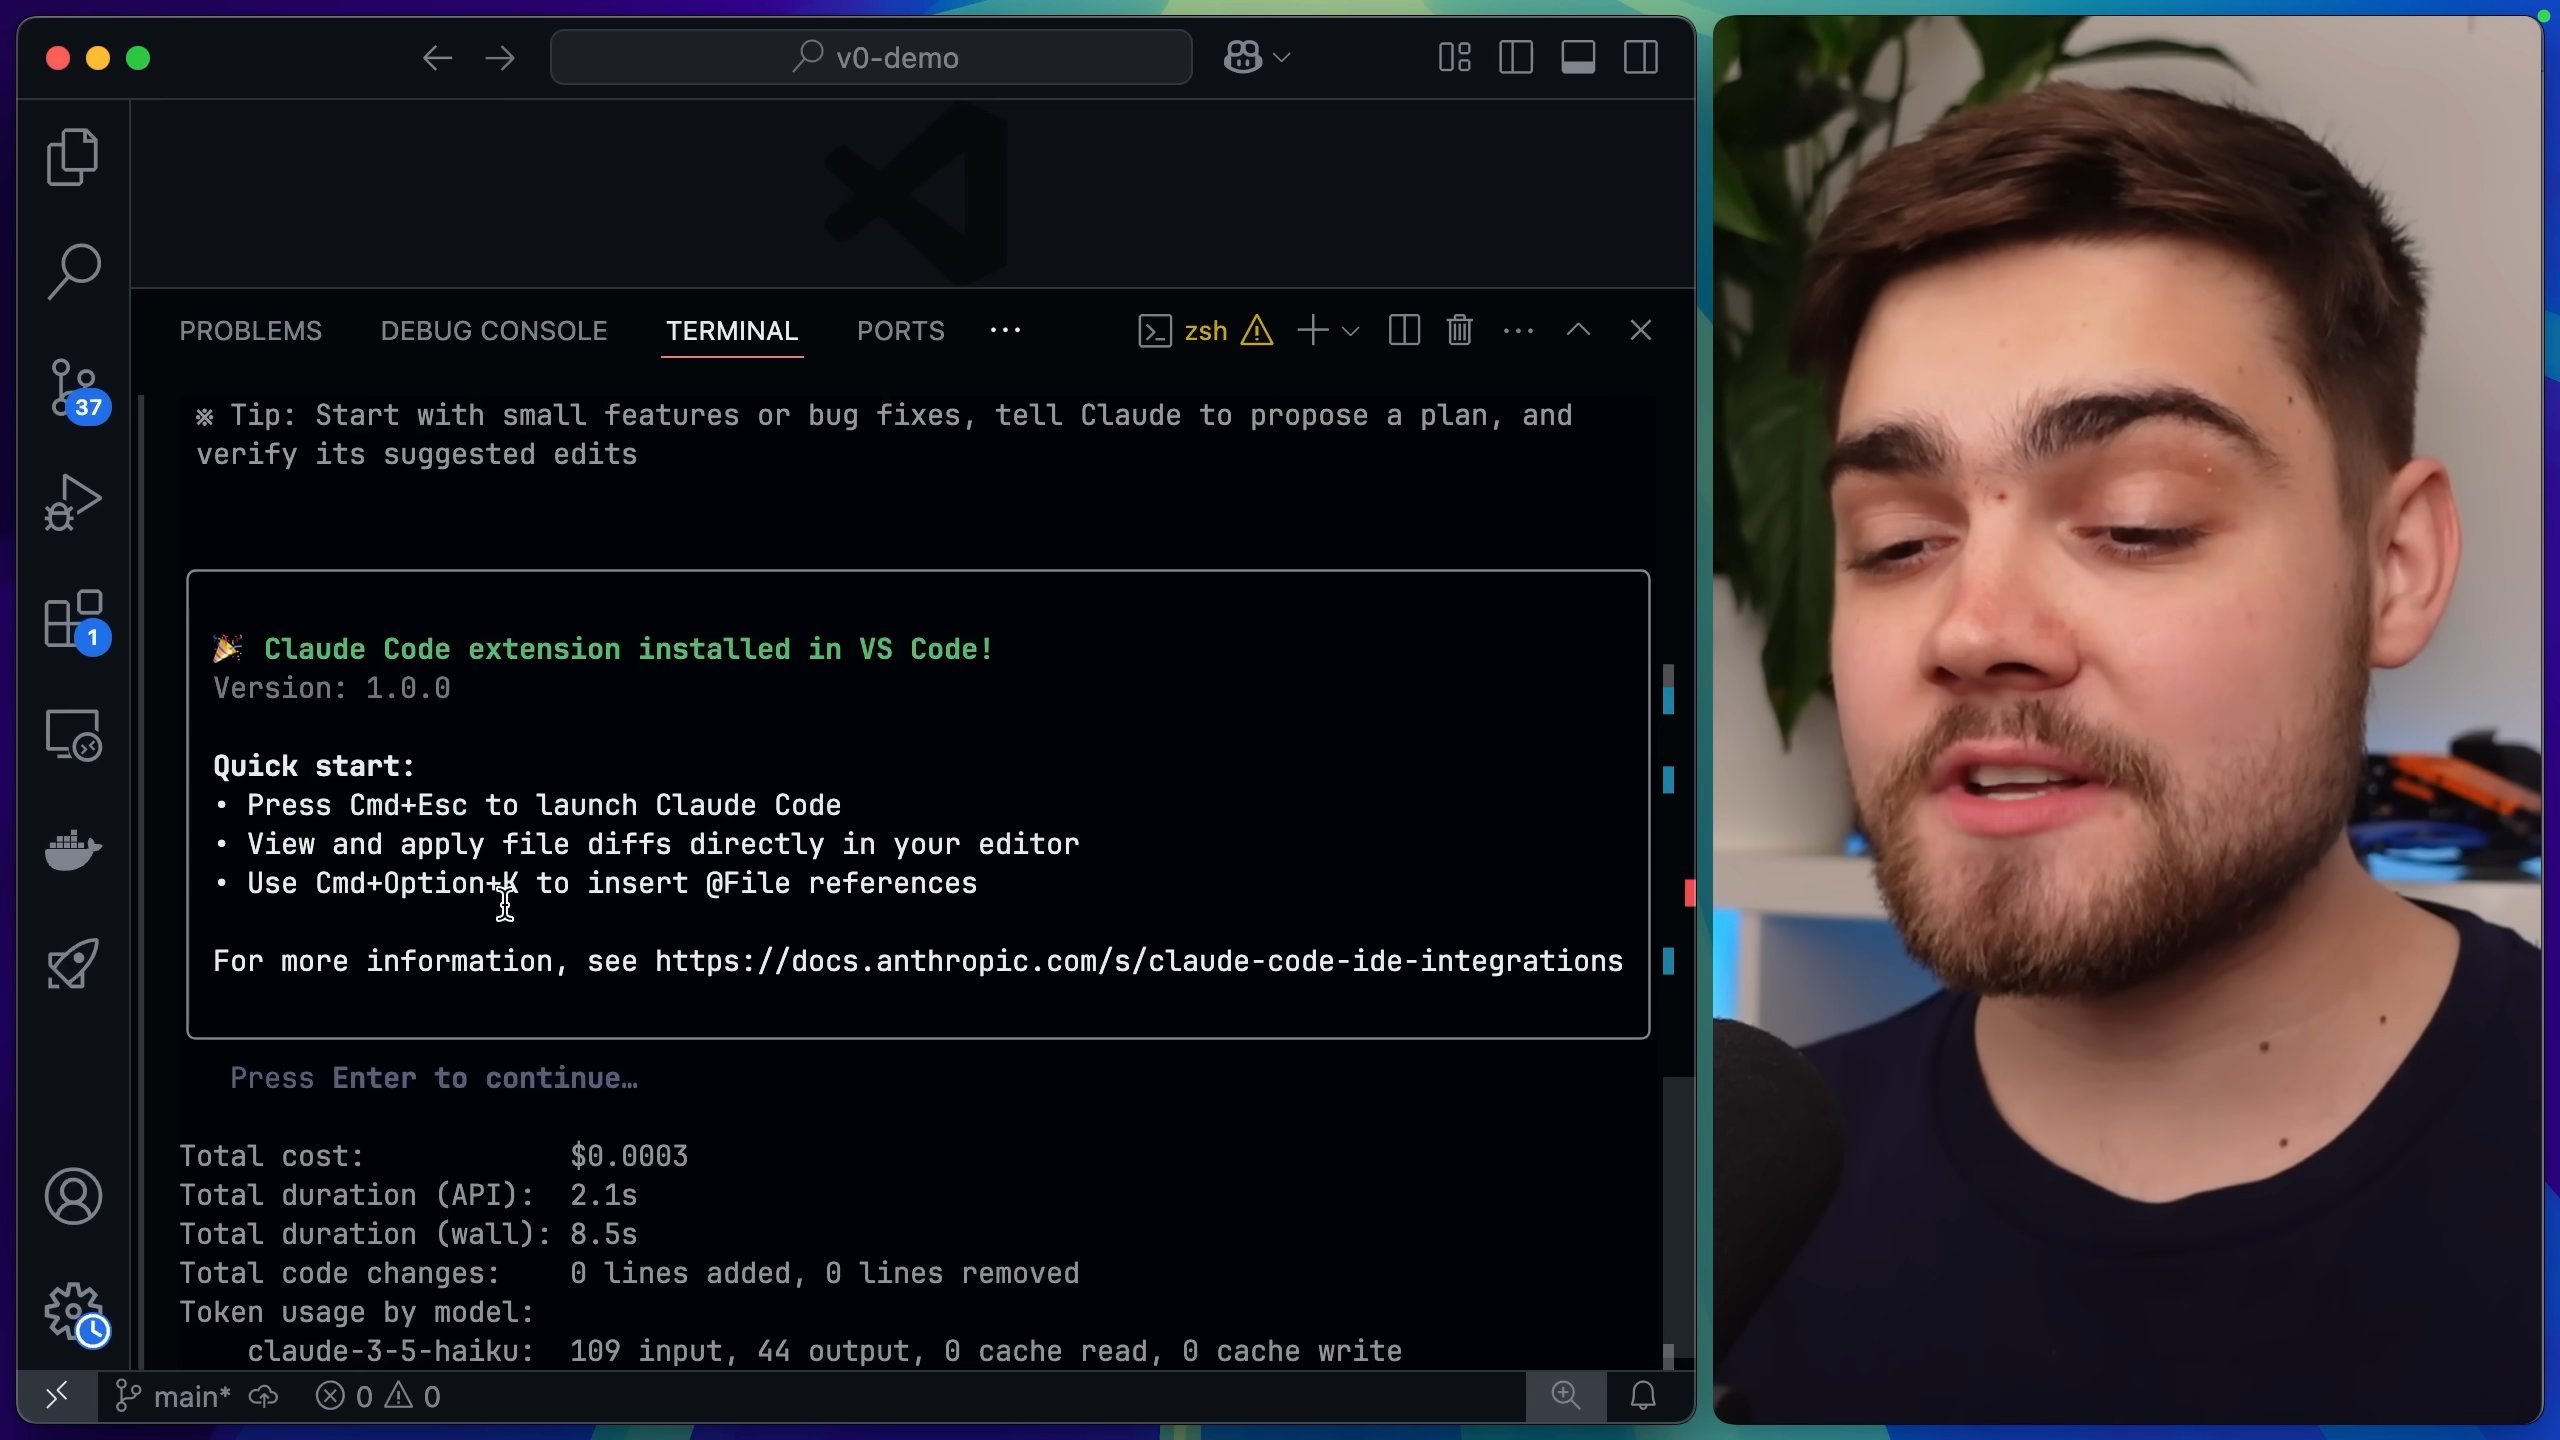 v0-demo
PROBLEMS DEBUG CONSOLE TERMINAL PORTS ··· zsh
37
※ Tip: Start with small features or bug fixes, tell Claude to propose a plan, and
verify its suggested edits
🎉 Claude Code extension installed in VS Code!
1
Version: 1.0.0
Quick start:
• Press Cmd+Esc to launch Claude Code
• View and apply file diffs directly in your editor
• Use Cmd+Option+K to insert @File references
For more information, see https://docs.anthropic.com/s/claude-code-ide-integrations
Press Enter to continue…
Total cost: $0.0003
Total duration (API): 2.1s
Total duration (wall): 8.5s
Total code changes: 0 lines added, 0 lines removed
Token usage by model:
claude-3-5-haiku: 109 input, 44 output, 0 cache read, 0 cache write
main* 0 0